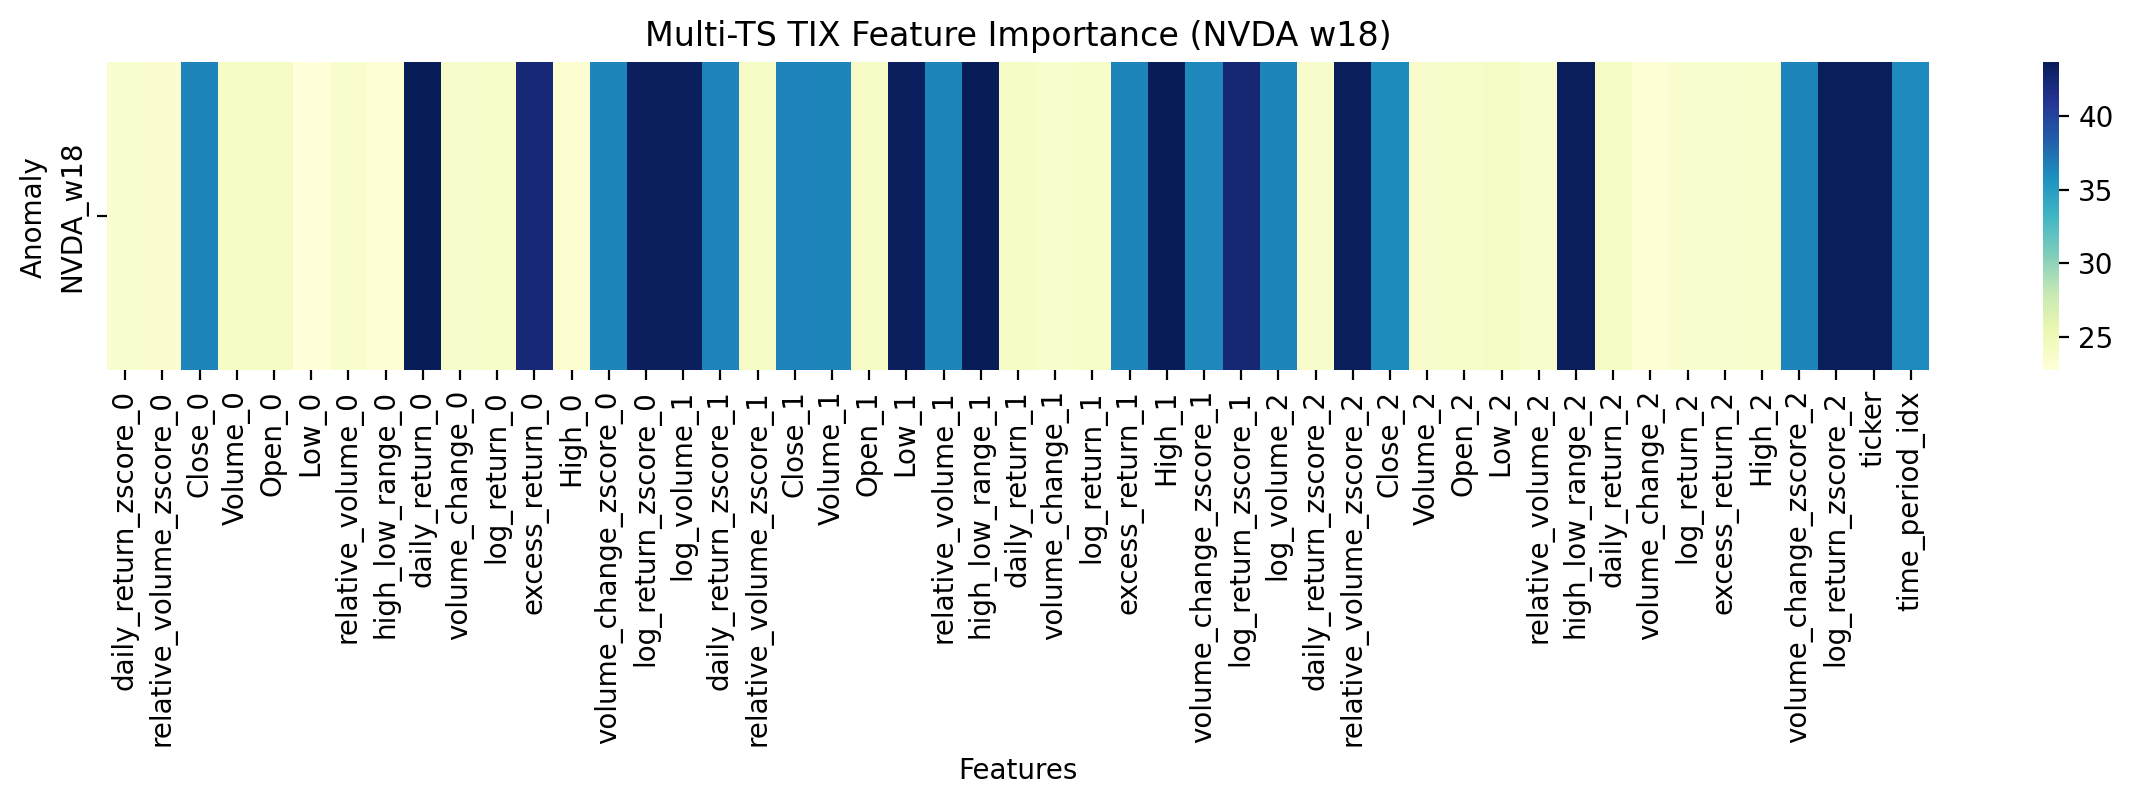 Multi-TS TIX Feature Importance (NVDA w18)
Anomaly
NVDA_w18
40
35
30
25
daily_return_zscore_0
relative_volume_zscore_0
Close_0
Volume_0
Open_0
Low_0
relative_volume_0
high_low_range_0
daily_return_0
volume_change_0
log_return_0
excess_return_0
High_0
volume_change_zscore_0
log_return_zscore_0
log_volume_1
daily_return_zscore_1
relative_volume_zscore_1
Close_1
Volume_1
Open_1
Low_1
relative_volume_1
high_low_range_1
daily_return_1
volume_change_1
log_return_1
excess_return_1
High_1
volume_change_zscore_1
log_return_zscore_1
log_volume_2
daily_return_zscore_2
relative_volume_zscore_2
Close_2
Volume_2
Open_2
Low_2
relative_volume_2
high_low_range_2
daily_return_2
volume_change_2
log_return_2
excess_return_2
High_2
volume_change_zscore_2
log_return_zscore_2
ticker
time_period_idx
Features